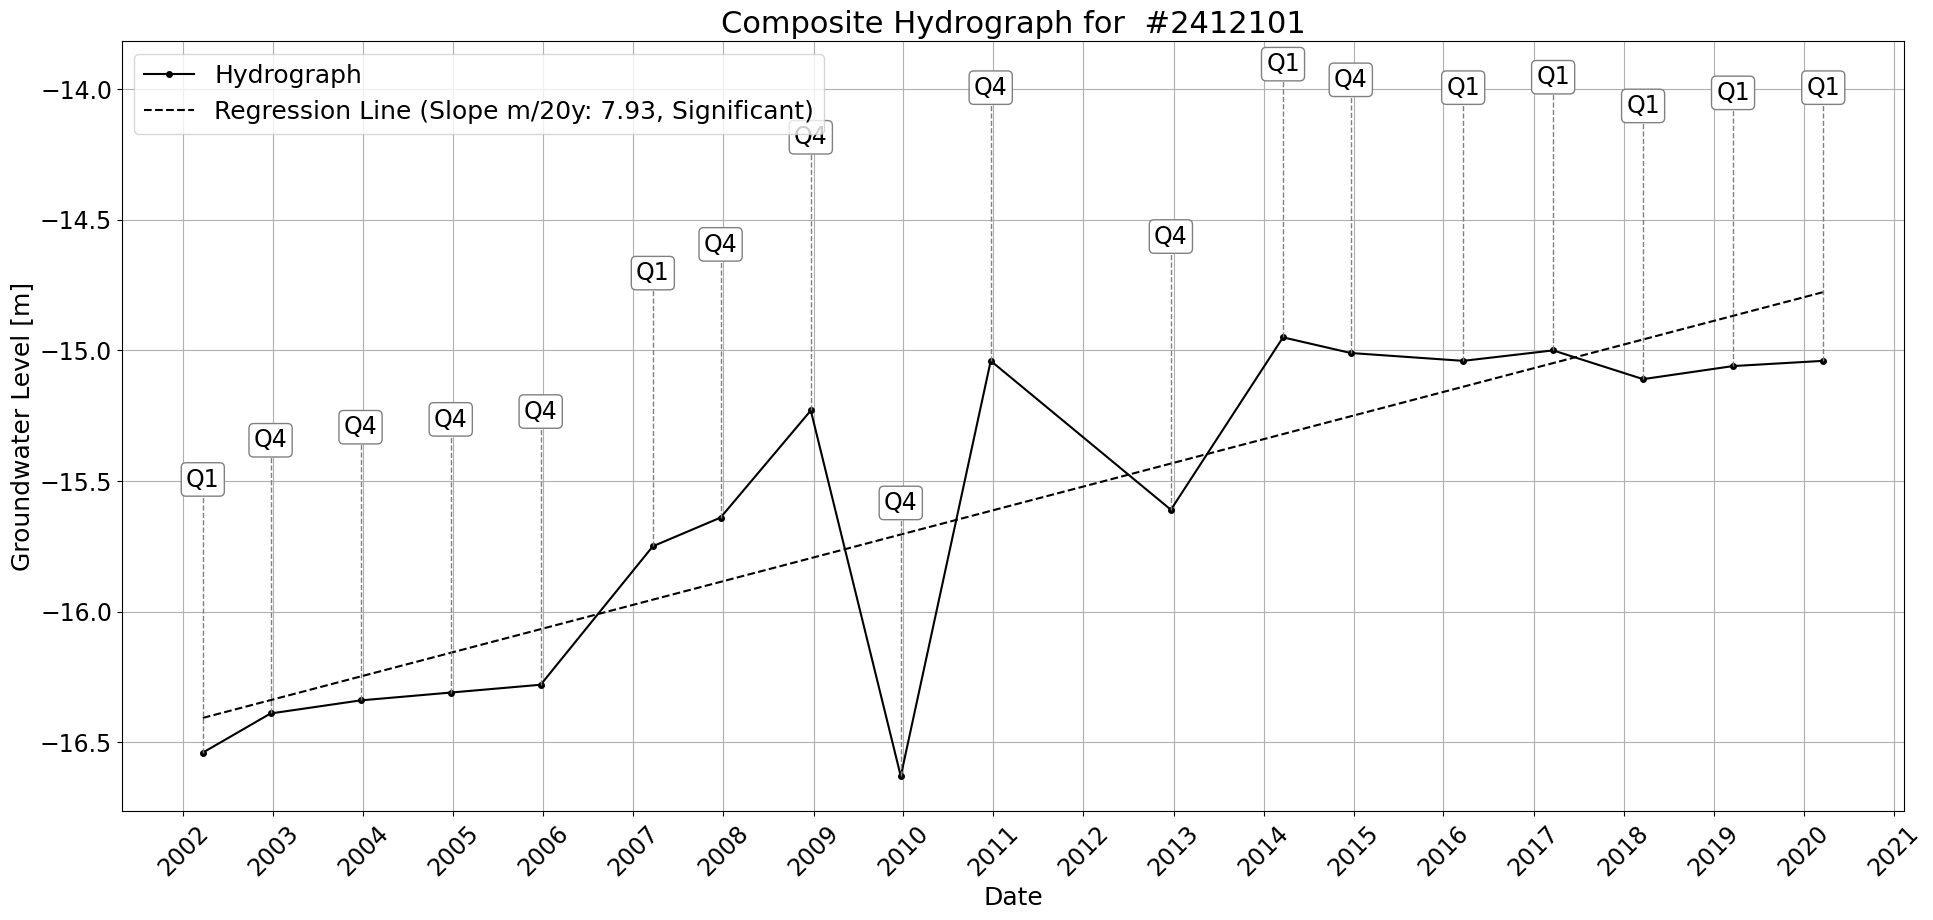 Composite Hydrograph for  #2412101
Hydrograph
Regression Line (Slope m/20y: 7.93, Significant)
Groundwater Level [m]
−14.0
−14.5
−15.0
−15.5
−16.0
−16.5
Q1
Q4
Q4
Q4
Q4
Q1
Q4
Q4
Q4
Q4
Q4
Q1
Q4
Q1
Q1
Q1
Q1
Q1
2002
2003
2004
2005
2006
2007
2008
2009
2010
2011
2012
2013
2014
2015
2016
2017
2018
2019
2020
2021
Date